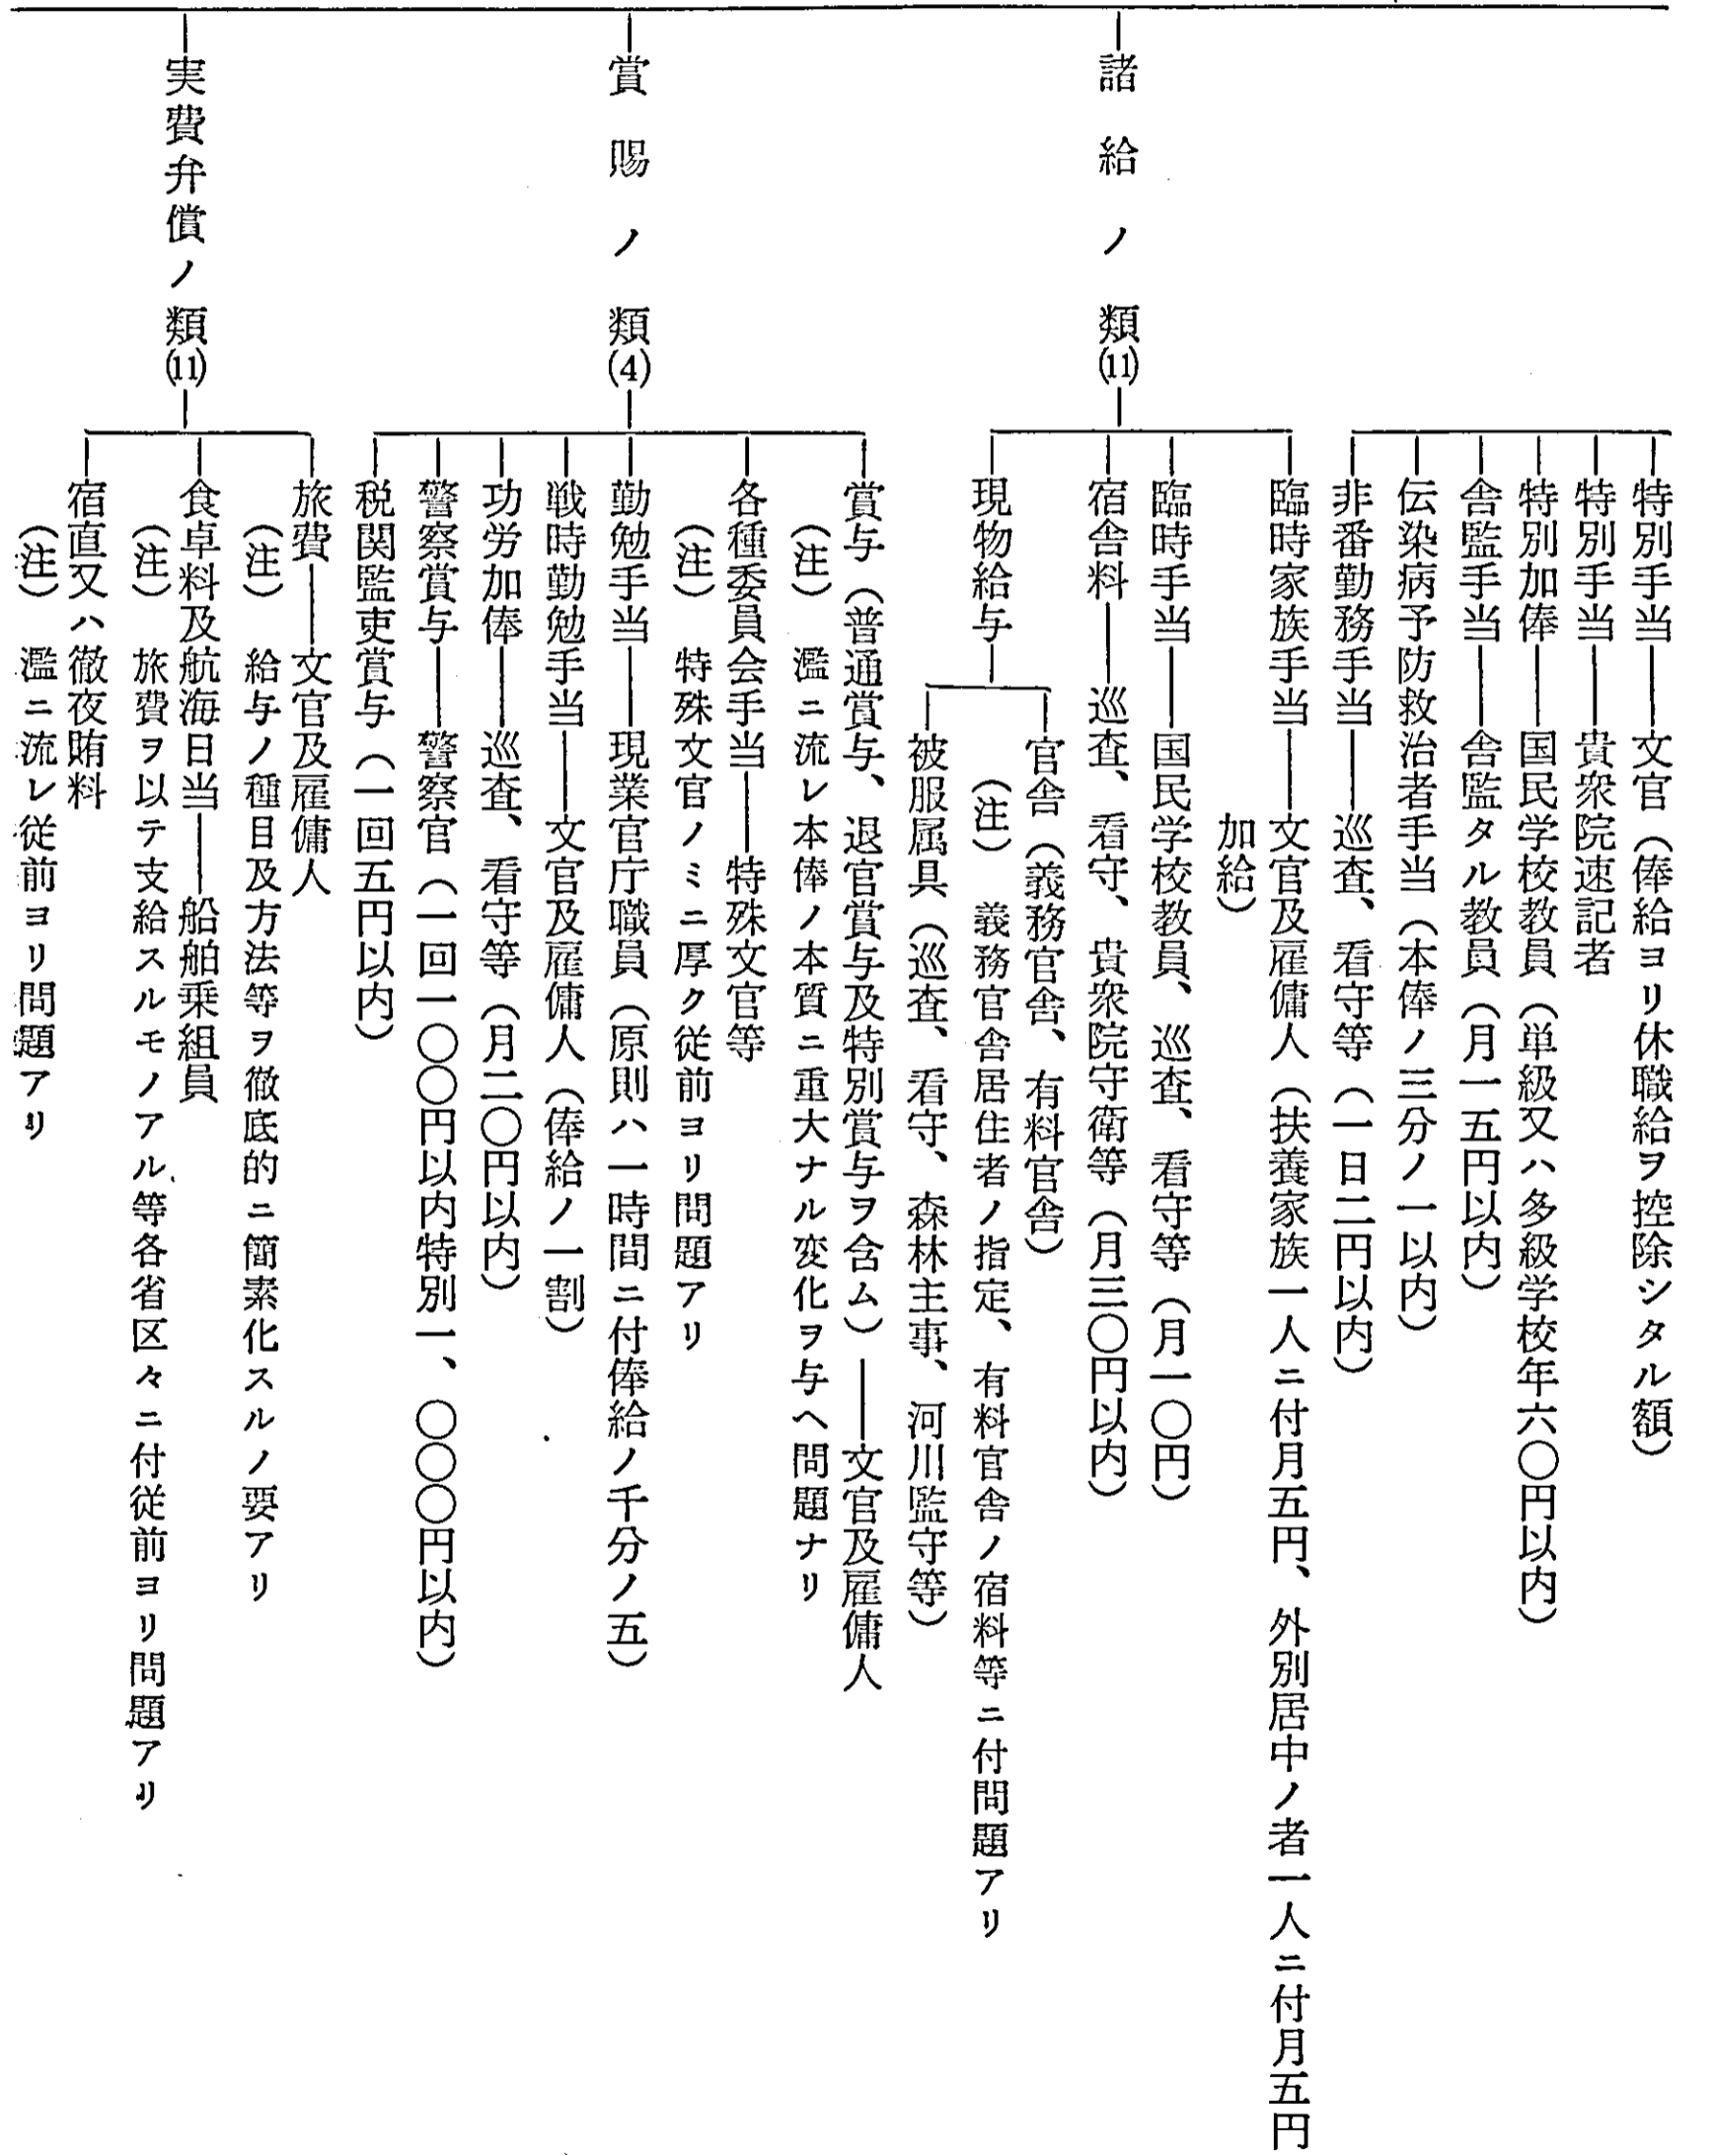 特別手当――文官（俸給ヨリ休職給ヲ控除シタル額）
特別手当――貴衆院速記者
特別加俸――国民学校教員（単級又ハ多級学校年六〇円以内）
舎監手当――舎監タル教員（月一五円以内）
伝染病予防救治者手当（本俸ノ三分ノ一以内）
非番勤務手当――巡査、看守等（一日二円以内）
諸給ノ類(11)
臨時家族手当――文官及雇傭人（扶養家族一人ニ付月五円、外別居中ノ者一人ニ付月五円
加給）
臨時手当――国民学校教員、巡査、看守等（月一〇円）
宿舎料――巡査、看守、貴衆院守衛等（月三〇円以内）
現物給与
官舎（義務官舎、有料官舎）
（注）　義務官舎居住者ノ指定、有料官舎ノ宿料等ニ付問題アリ
被服属具（巡査、看守、森林主事、河川監守等）
賞賜ノ類(4)
賞与（普通賞与、退官賞与及特別賞与ヲ含ム）――文官及雇傭人
（注）　濫ニ流レ本俸ノ本質ニ重大ナル変化ヲ与ヘ問題ナリ
各種委員会手当――特殊文官等
（注）　特殊文官ノミニ厚ク従前ヨリ問題アリ
勤勉手当――現業官庁職員（原則ハ一時間ニ付俸給ノ千分ノ五）
戦時勤勉手当――文官及雇傭人（俸給ノ一割）
功労加俸――巡査、看守等（月二〇円以内）
警察賞与――警察官（一回一〇〇円以内特別一、〇〇〇円以内）
税関監吏賞与（一回五円以内）
実費弁償ノ類(11)
旅費――文官及雇傭人
（注）　給与ノ種目及方法等ヲ徹底的ニ簡素化スルノ要アリ
食卓料及航海日当――船舶乗組員
（注）　旅費ヲ以テ支給スルモノアル等各省区々ニ付従前ヨリ問題アリ
宿直又ハ徹夜賄料
（注）　濫ニ流レ従前ヨリ問題アリ